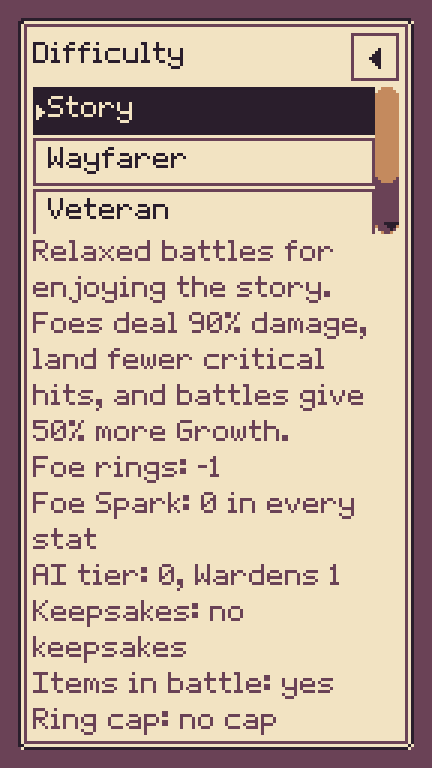 Difficulty
Story
Wayfarer
Veteran
Relaxed battles for
enjoying the story.
Foes deal 90% damage,
land fewer critical
hits, and battles give
50% more Growth.
Foe rings: -1
Foe Spark: 0 in every
stat
AI tier: 0, Wardens 1
Keepsakes: no
keepsakes
Items in battle: yes
Ring cap: no cap